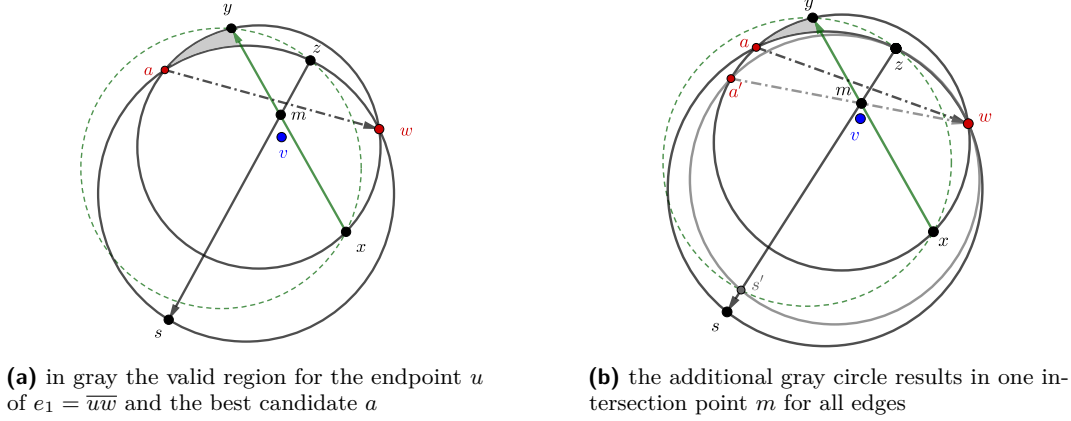 y
z
a
m
w
v
x
s
(a) in gray the valid region for the endpoint u
of e₁ = u̅w̅ and the best candidate a
y
a
z
a′
m
w
v
x
s′
s
(b) the additional gray circle results in one in-
tersection point m for all edges